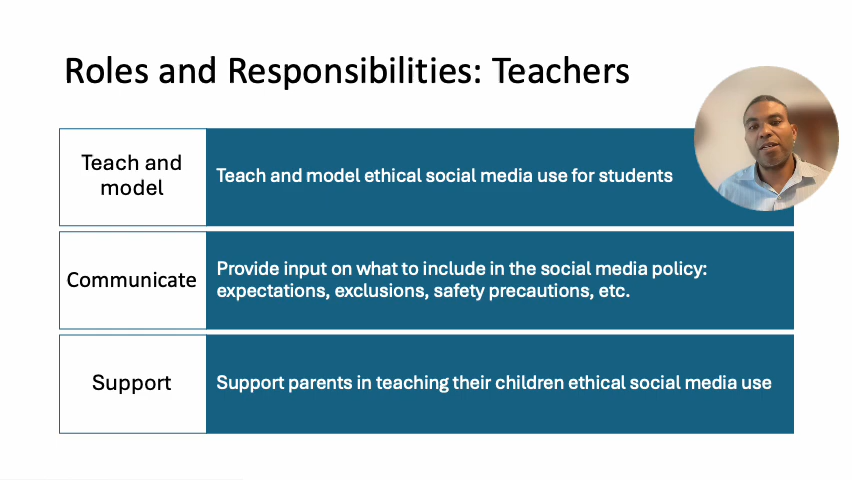 Roles and Responsibilities: Teachers
Teach and
model
Teach and model ethical social media use for students
Communicate
Provide input on what to include in the social media policy:
expectations, exclusions, safety precautions, etc.
Support
Support parents in teaching their children ethical social media use